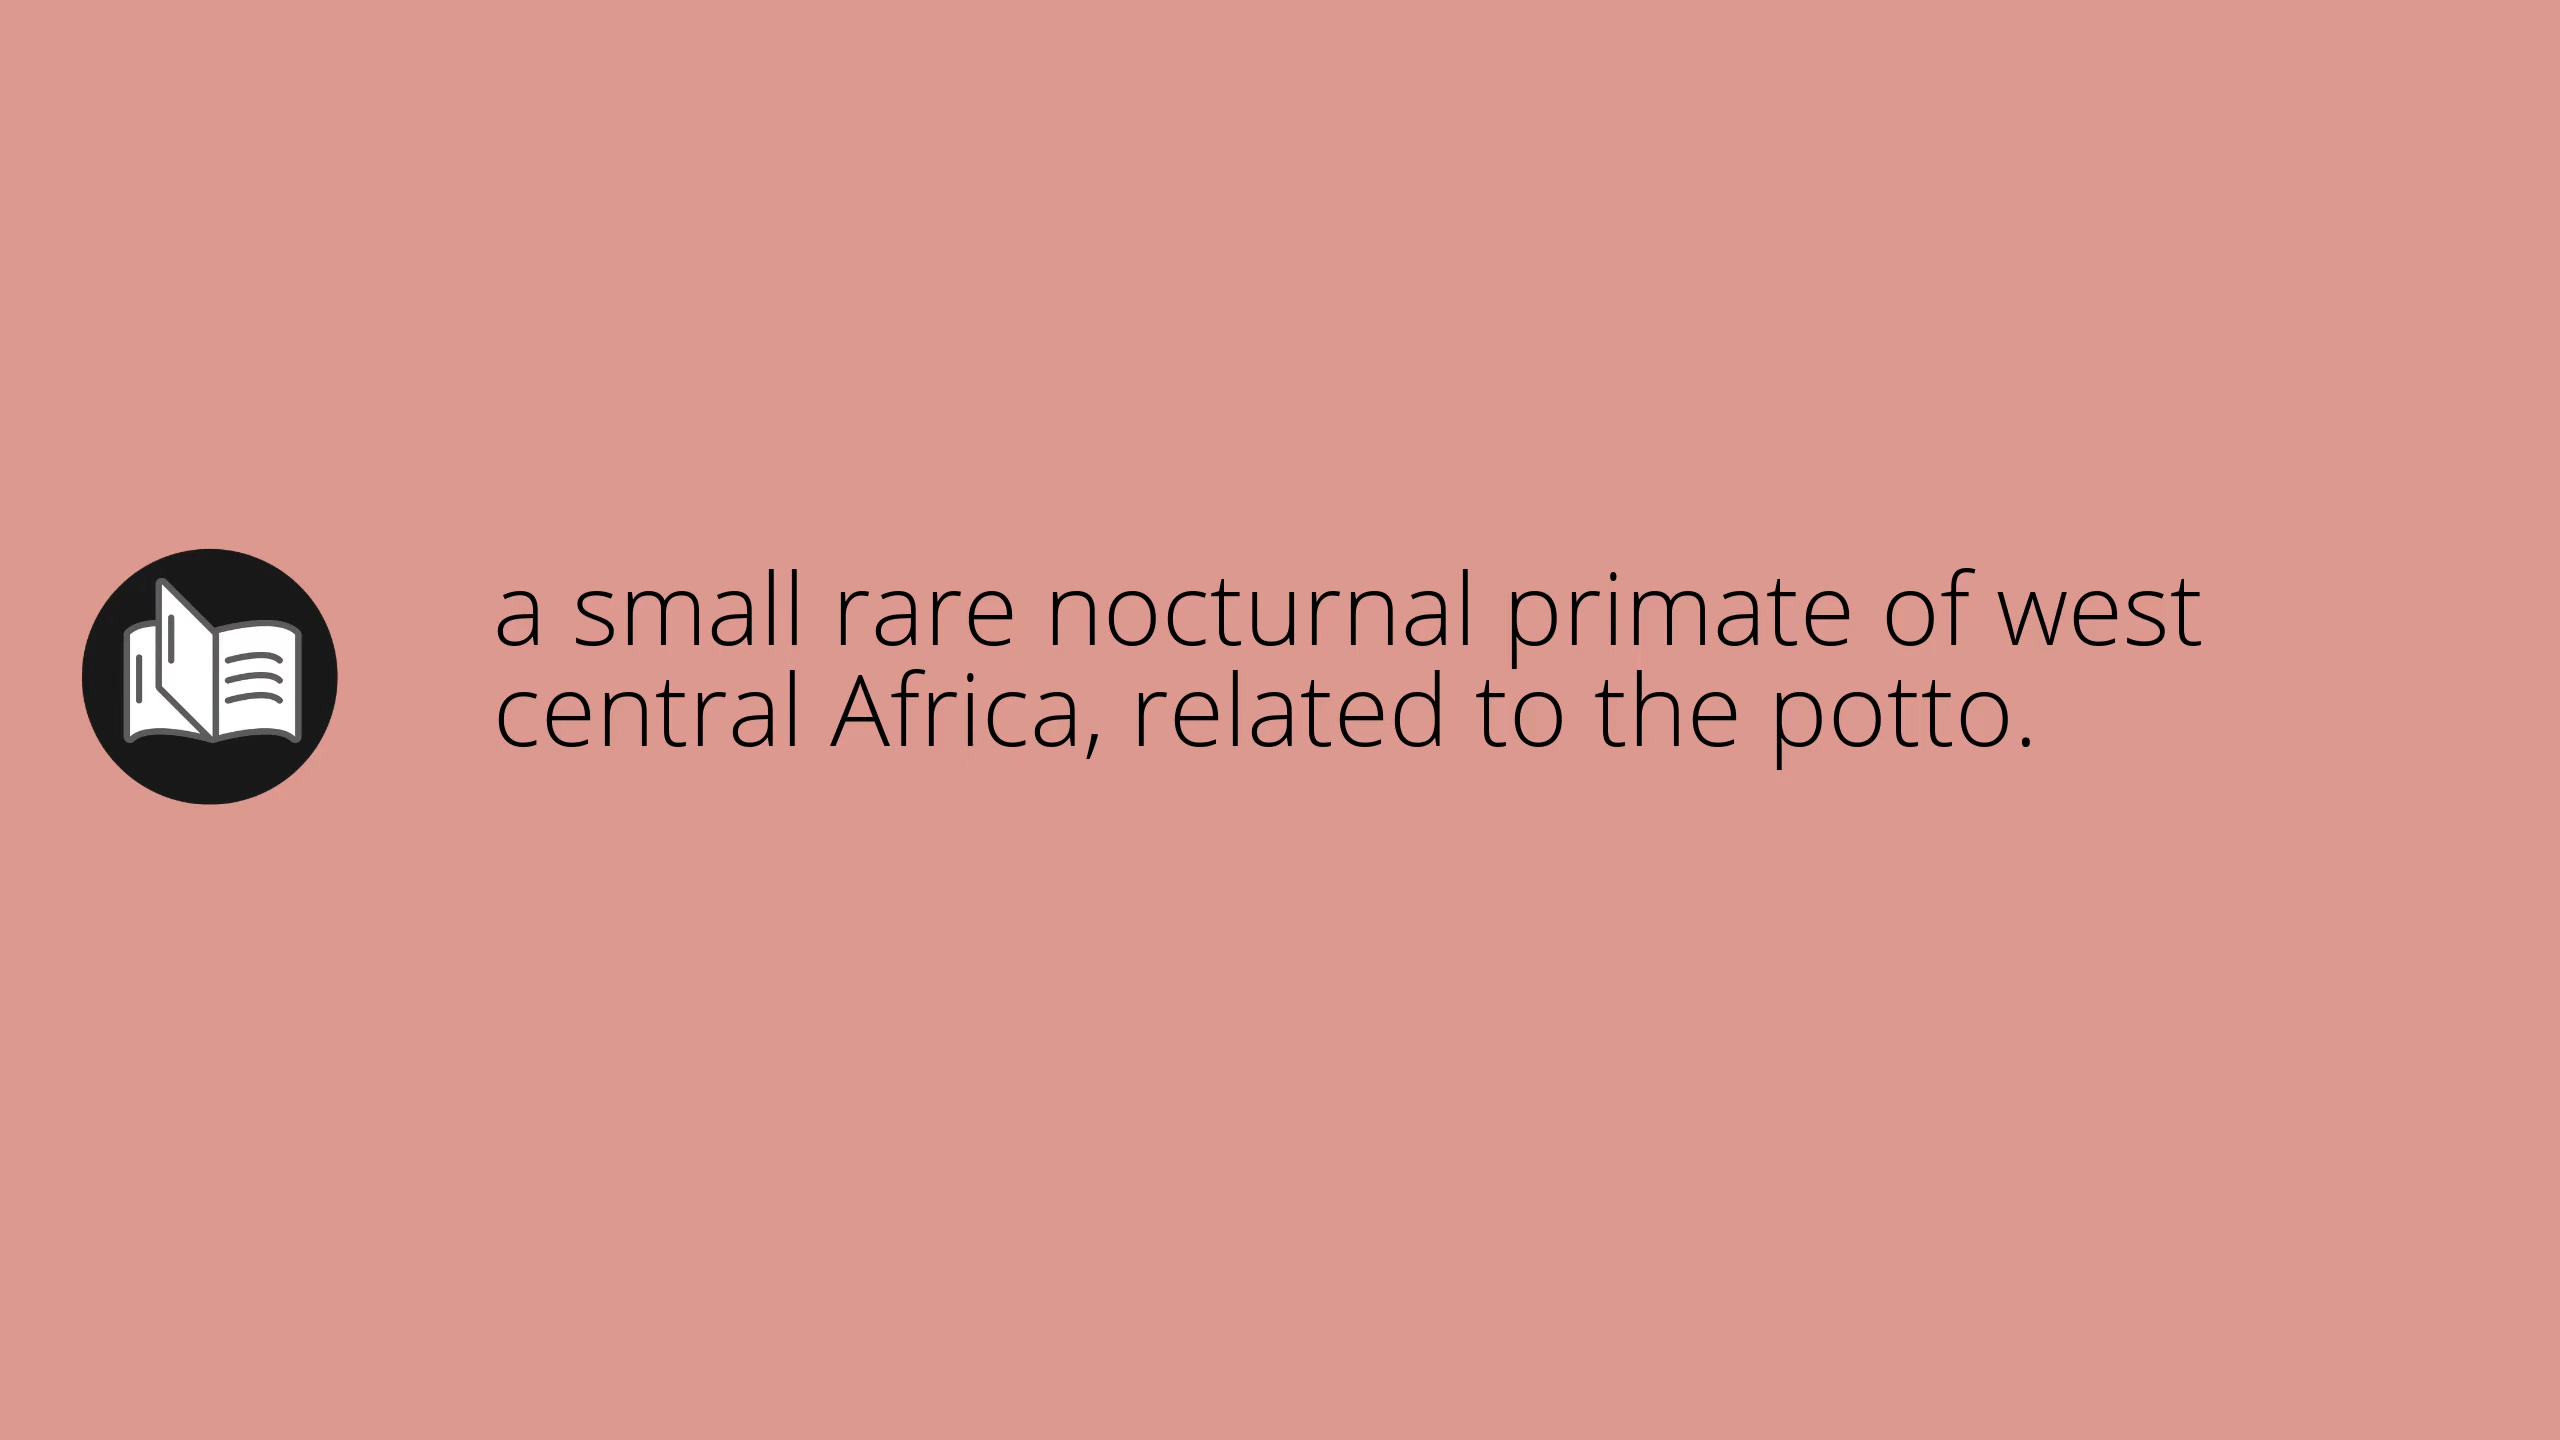 a small rare nocturnal primate of west
central Africa, related to the potto.